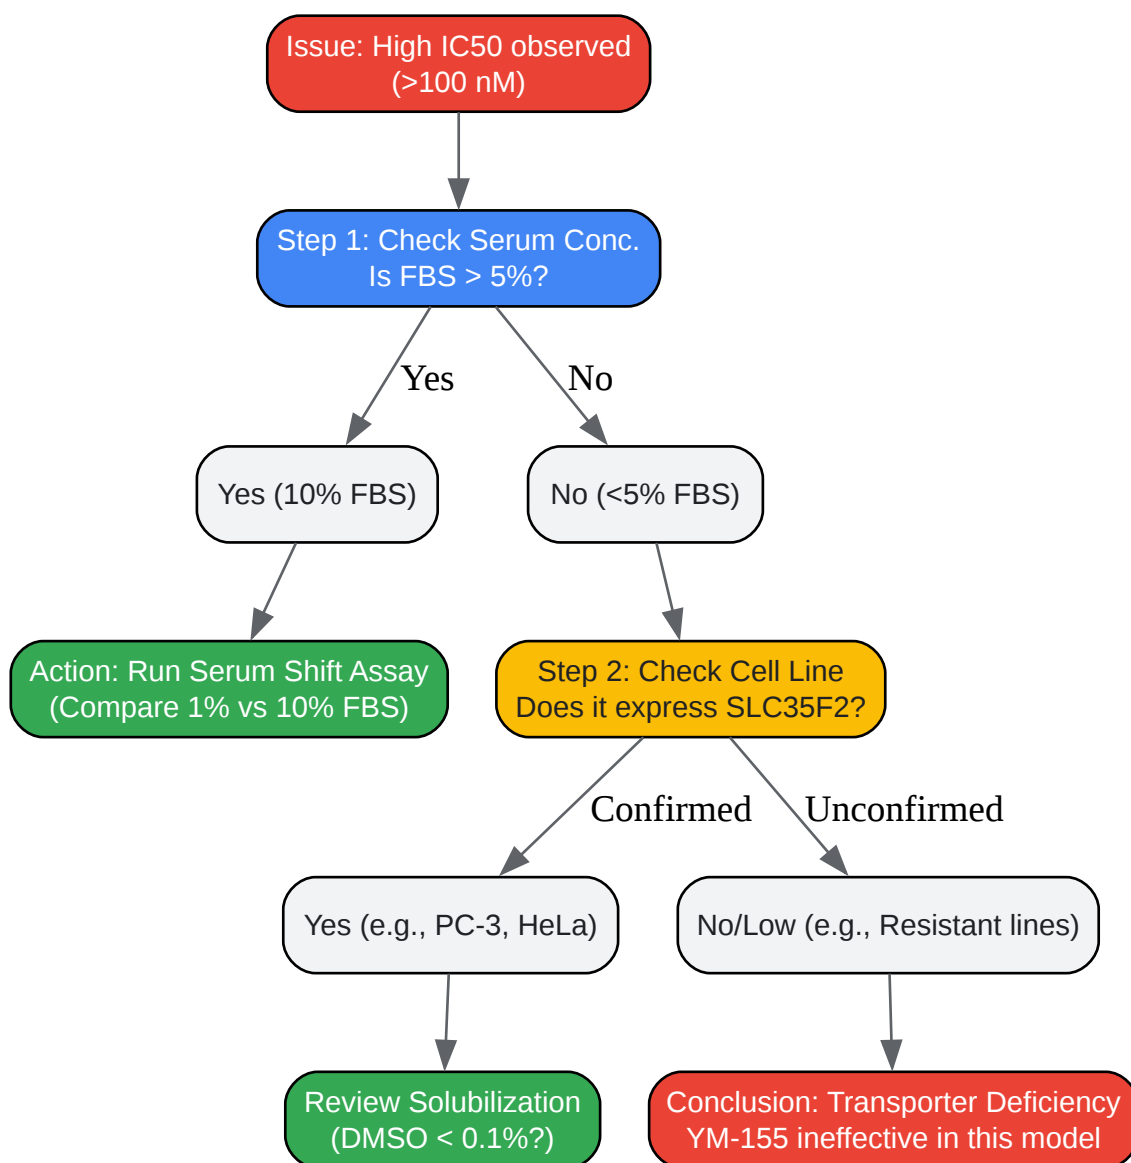 Issue: High IC50 observed
(>100 nM)
Step 1: Check Serum Conc.
Is FBS > 5%?
Yes
No
Yes (10% FBS)
No (<5% FBS)
Action: Run Serum Shift Assay
(Compare 1% vs 10% FBS)
Step 2: Check Cell Line
Does it express SLC35F2?
Confirmed
Unconfirmed
Yes (e.g., PC-3, HeLa)
No/Low (e.g., Resistant lines)
Review Solubilization
(DMSO < 0.1%?)
Conclusion: Transporter Deficiency
YM-155 ineffective in this model